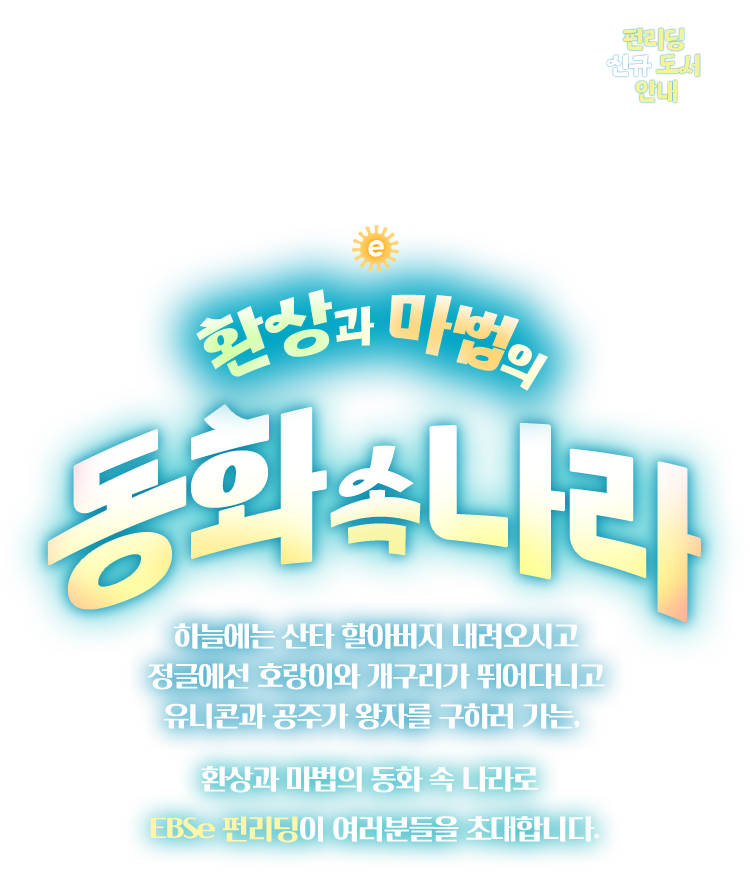 펀리딩
신규 도서
안내
e
환상과 마법의
동화 속 나라
하늘에는 산타 할아버지 내려오시고
정글에선 호랑이와 개구리가 뛰어다니고
유니콘과 공주가 왕자를 구하러 가는,
환상과 마법의 동화 속 나라로
EBSe 펀리딩이 여러분들을 초대합니다.